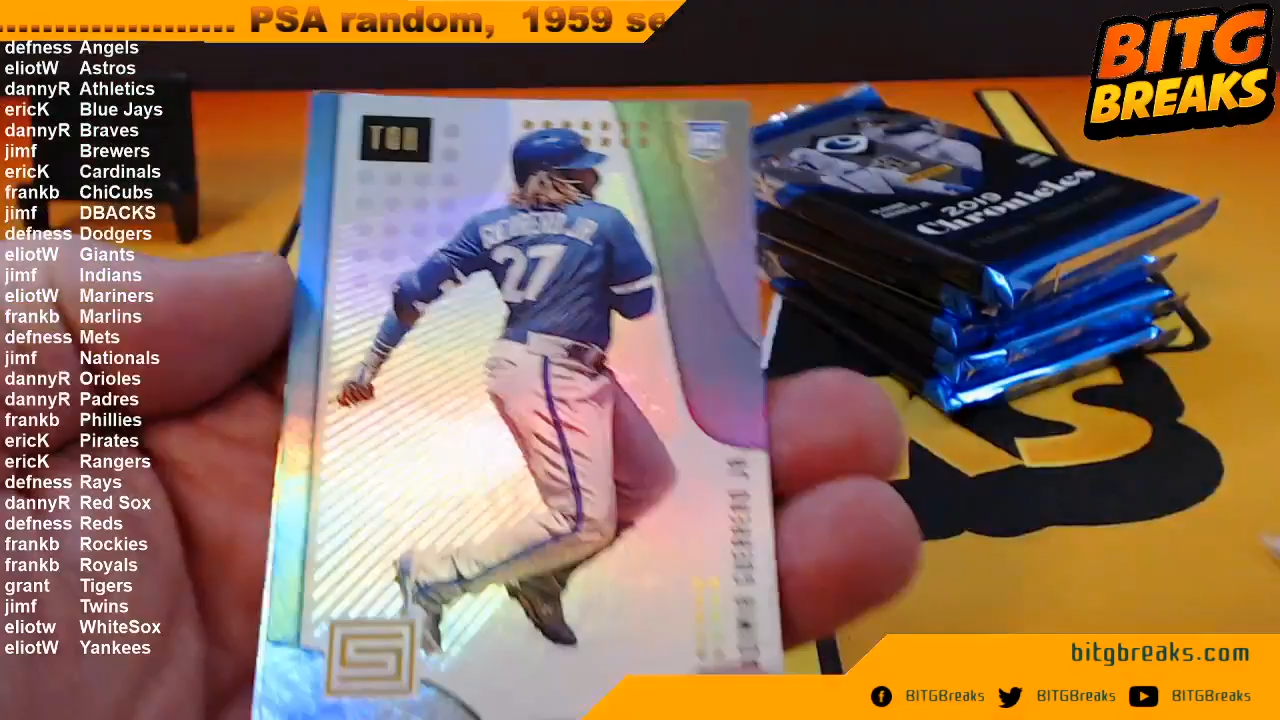 .................. PSA random,  1959 se
defness Angels
eliotW Astros
dannyR Athletics
ericK Blue Jays
dannyR Braves
jimf Brewers
ericK Cardinals
frankb ChiCubs
jimf DBACKS
defness Dodgers
eliotW Giants
jimf Indians
eliotW Mariners
frankb Marlins
defness Mets
jimf Nationals
dannyR Orioles
dannyR Padres
frankb Phillies
ericK Pirates
ericK Rangers
defness Rays
dannyR Red Sox
defness Reds
frankb Rockies
frankb Royals
grant Tigers
jimf Twins
eliotw WhiteSox
eliotW Yankees
BITG
BREAKS
2019
Chronicles
27
bitgbreaks.com
BITGBreaks BITGBreaks BITGBreaks